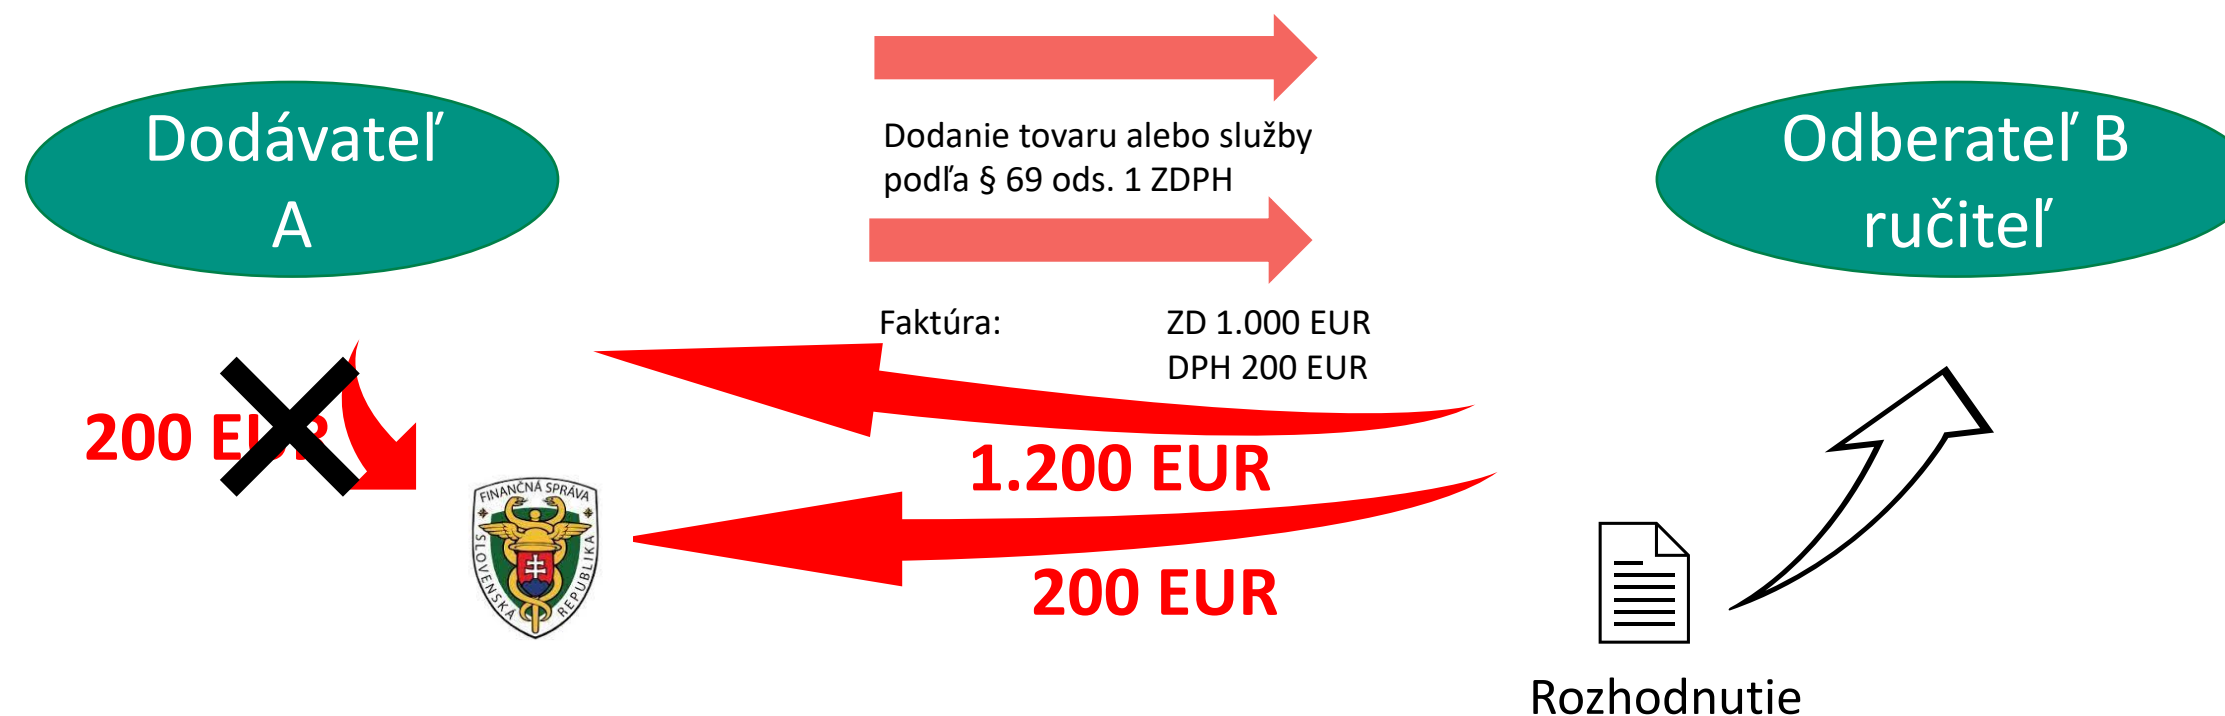 Dodávateľ
A
Dodanie tovaru alebo služby
podľa § 69 ods. 1 ZDPH
Odberateľ B
ručiteľ
Faktúra: ZD 1.000 EUR
DPH 200 EUR
200 EUR
1.200 EUR
FINANČNÁ SPRÁVA
SLOVENSKÁ
REPUBLIKA
200 EUR
Rozhodnutie